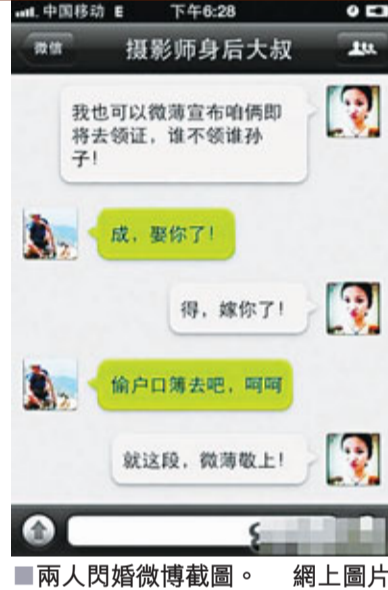 中国移动 E 下午6:28
微信 摄影师身后大叔
我也可以微薄宣布咱俩即
将去领证，谁不领谁孙
子！
成，娶你了！
得，嫁你了！
偷户口簿去吧，呵呵
就这段，微薄敬上！
■兩人閃婚微博截圖。 網上圖片